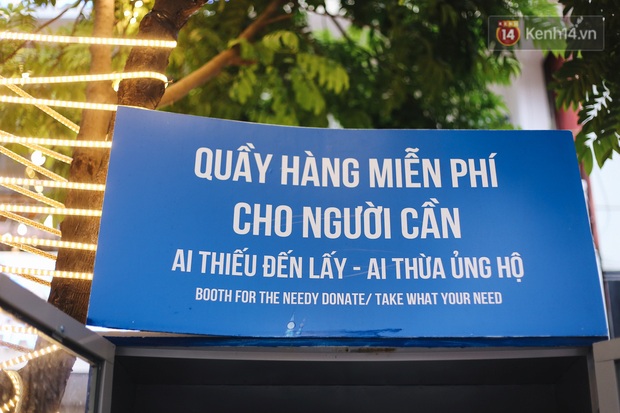 KENH 14
Kenh14.vn
QUẦY HÀNG MIỄN PHÍ
CHO NGƯỜI CẦN
AI THIẾU ĐẾN LẤY - AI THỪA ỦNG HỘ
BOOTH FOR THE NEEDY DONATE/ TAKE WHAT YOUR NEED